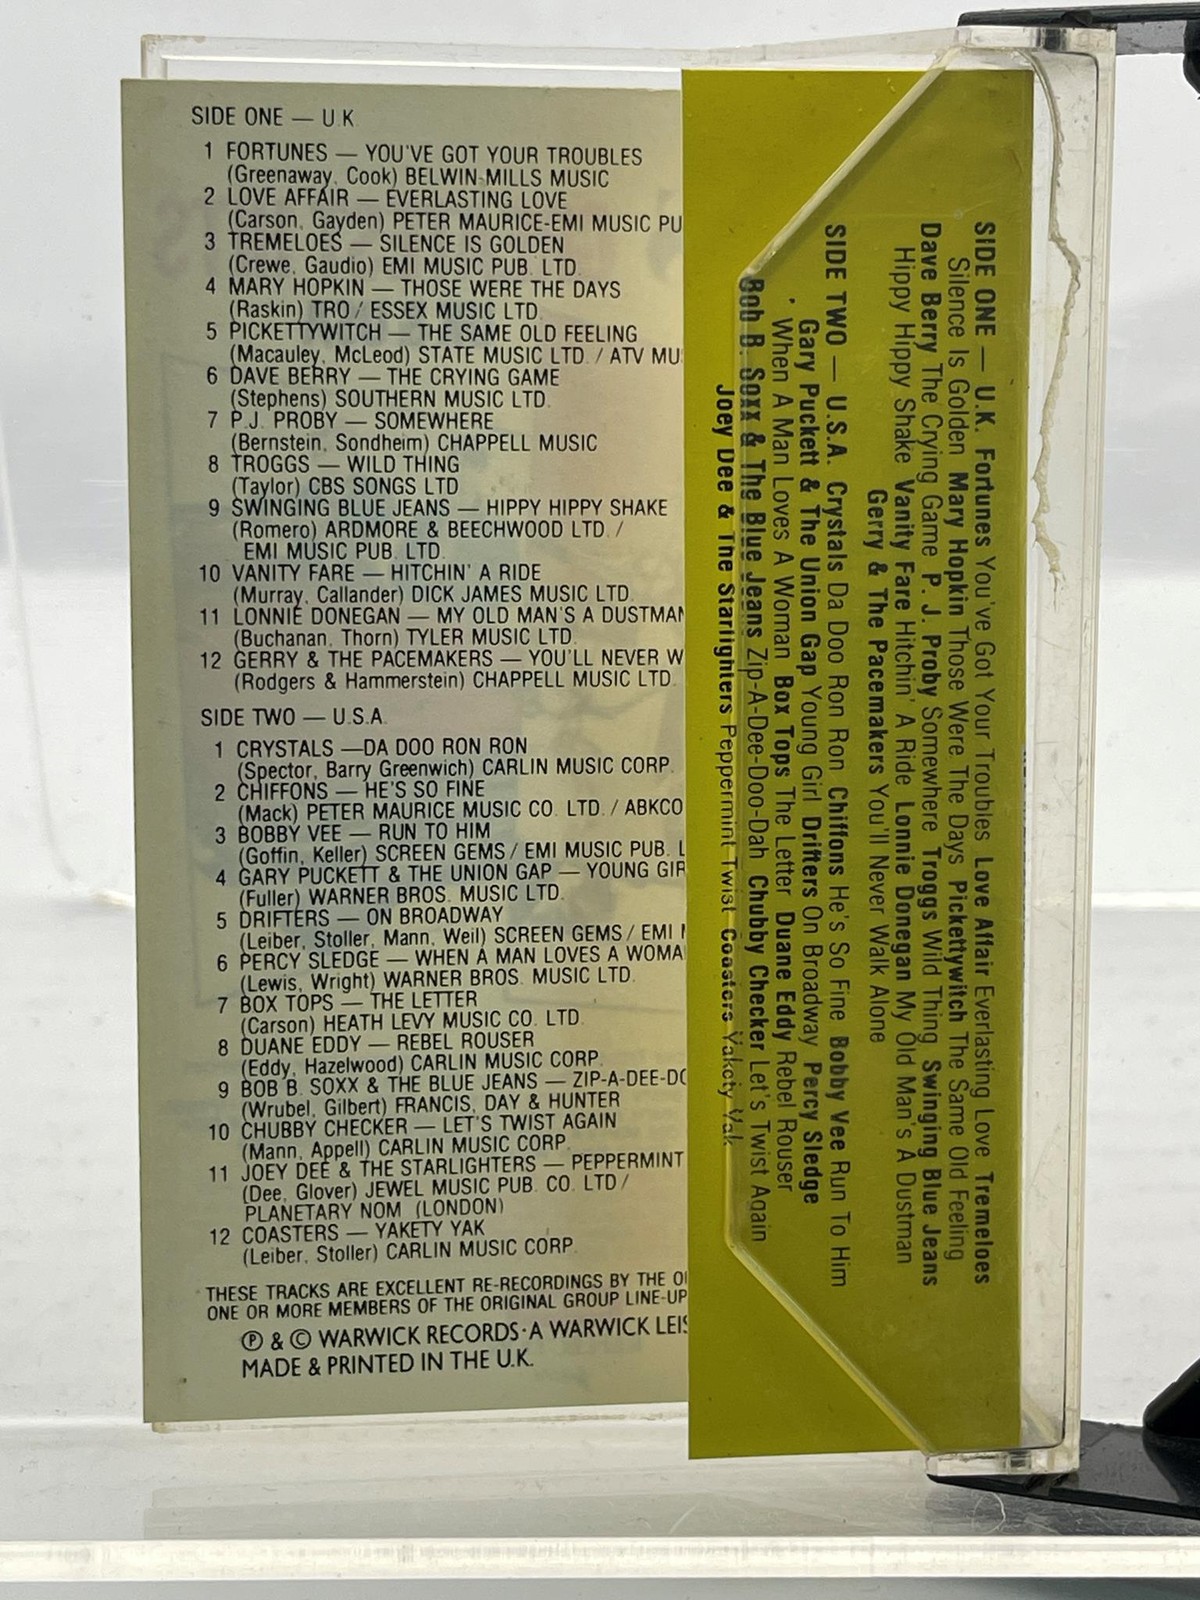 SIDE ONE — U.K.
1 FORTUNES — YOU'VE GOT YOUR TROUBLES
(Greenaway, Cook) BELWIN-MILLS MUSIC
2 LOVE AFFAIR — EVERLASTING LOVE
(Carson, Gayden) PETER MAURICE-EMI MUSIC PU
3 TREMELOES — SILENCE IS GOLDEN
(Crewe, Gaudio) EMI MUSIC PUB. LTD.
4 MARY HOPKIN — THOSE WERE THE DAYS
(Raskin) TRO / ESSEX MUSIC LTD.
5 PICKETTYWITCH — THE SAME OLD FEELING
(Macauley, McLeod) STATE MUSIC LTD. / ATV MU
6 DAVE BERRY — THE CRYING GAME
(Stephens) SOUTHERN MUSIC LTD.
7 P.J. PROBY — SOMEWHERE
(Bernstein, Sondheim) CHAPPELL MUSIC
8 TROGGS — WILD THING
(Taylor) CBS SONGS LTD
9 SWINGING BLUE JEANS — HIPPY HIPPY SHAKE
(Romero) ARDMORE & BEECHWOOD LTD. /
EMI MUSIC PUB. LTD.
10 VANITY FARE — HITCHIN' A RIDE
(Murray, Callander) DICK JAMES MUSIC LTD.
11 LONNIE DONEGAN — MY OLD MAN'S A DUSTMAN
(Buchanan, Thorn) TYLER MUSIC LTD.
12 GERRY & THE PACEMAKERS — YOU'LL NEVER W
(Rodgers & Hammerstein) CHAPPELL MUSIC LTD.
SIDE TWO — U.S.A.
1 CRYSTALS —DA DOO RON RON
(Spector, Barry Greenwich) CARLIN MUSIC CORP.
2 CHIFFONS — HE'S SO FINE
(Mack) PETER MAURICE MUSIC CO. LTD. / ABKCO
3 BOBBY VEE — RUN TO HIM
(Goffin, Keller) SCREEN GEMS / EMI MUSIC PUB. L
4 GARY PUCKETT & THE UNION GAP — YOUNG GIR
(Fuller) WARNER BROS. MUSIC LTD.
5 DRIFTERS — ON BROADWAY
(Leiber, Stoller, Mann, Weil) SCREEN GEMS / EMI
6 PERCY SLEDGE — WHEN A MAN LOVES A WOMA
(Lewis, Wright) WARNER BROS. MUSIC LTD.
7 BOX TOPS — THE LETTER
(Carson) HEATH LEVY MUSIC CO. LTD.
8 DUANE EDDY — REBEL ROUSER
(Eddy, Hazelwood) CARLIN MUSIC CORP.
9 BOB B. SOXX & THE BLUE JEANS — ZIP-A-DEE-DO
(Wrubel, Gilbert) FRANCIS, DAY & HUNTER
10 CHUBBY CHECKER — LET'S TWIST AGAIN
(Mann, Appell) CARLIN MUSIC CORP.
11 JOEY DEE & THE STARLIGHTERS — PEPPERMINT
(Dee, Glover) JEWEL MUSIC PUB. CO. LTD /
PLANETARY NOM (LONDON)
12 COASTERS — YAKETY YAK
(Leiber, Stoller) CARLIN MUSIC CORP.
THESE TRACKS ARE EXCELLENT RE-RECORDINGS BY THE O
ONE OR MORE MEMBERS OF THE ORIGINAL GROUP LINE-UP
℗ & © WARWICK RECORDS·A WARWICK LEIS
MADE & PRINTED IN THE U.K.
SIDE ONE — U.K. Fortunes You've Got Your Troubles Love Affair Everlasting Love Tremeloes
Silence Is Golden Mary Hopkin Those Were The Days Pickettywitch The Same Old Feeling
Dave Berry The Crying Game P. J. Proby Somewhere Troggs Wild Thing Swinging Blue Jeans
Hippy Hippy Shake Vanity Fare Hitchin' A Ride Lonnie Donegan My Old Man's A Dustman
Gerry & The Pacemakers You'll Never Walk Alone
SIDE TWO — U.S.A. Crystals Da Doo Ron Ron Chiffons He's So Fine Bobby Vee Run To Him
Gary Puckett & The Union Gap Young Girl Drifters On Broadway Percy Sledge
When A Man Loves A Woman Box Tops The Letter Duane Eddy Rebel Rouser
Bob B. Soxx & The Blue Jeans Zip-A-Dee-Doo-Dah Chubby Checker Let's Twist Again
Joey Dee & The Starlighters Peppermint Twist Coasters Yakety Yak